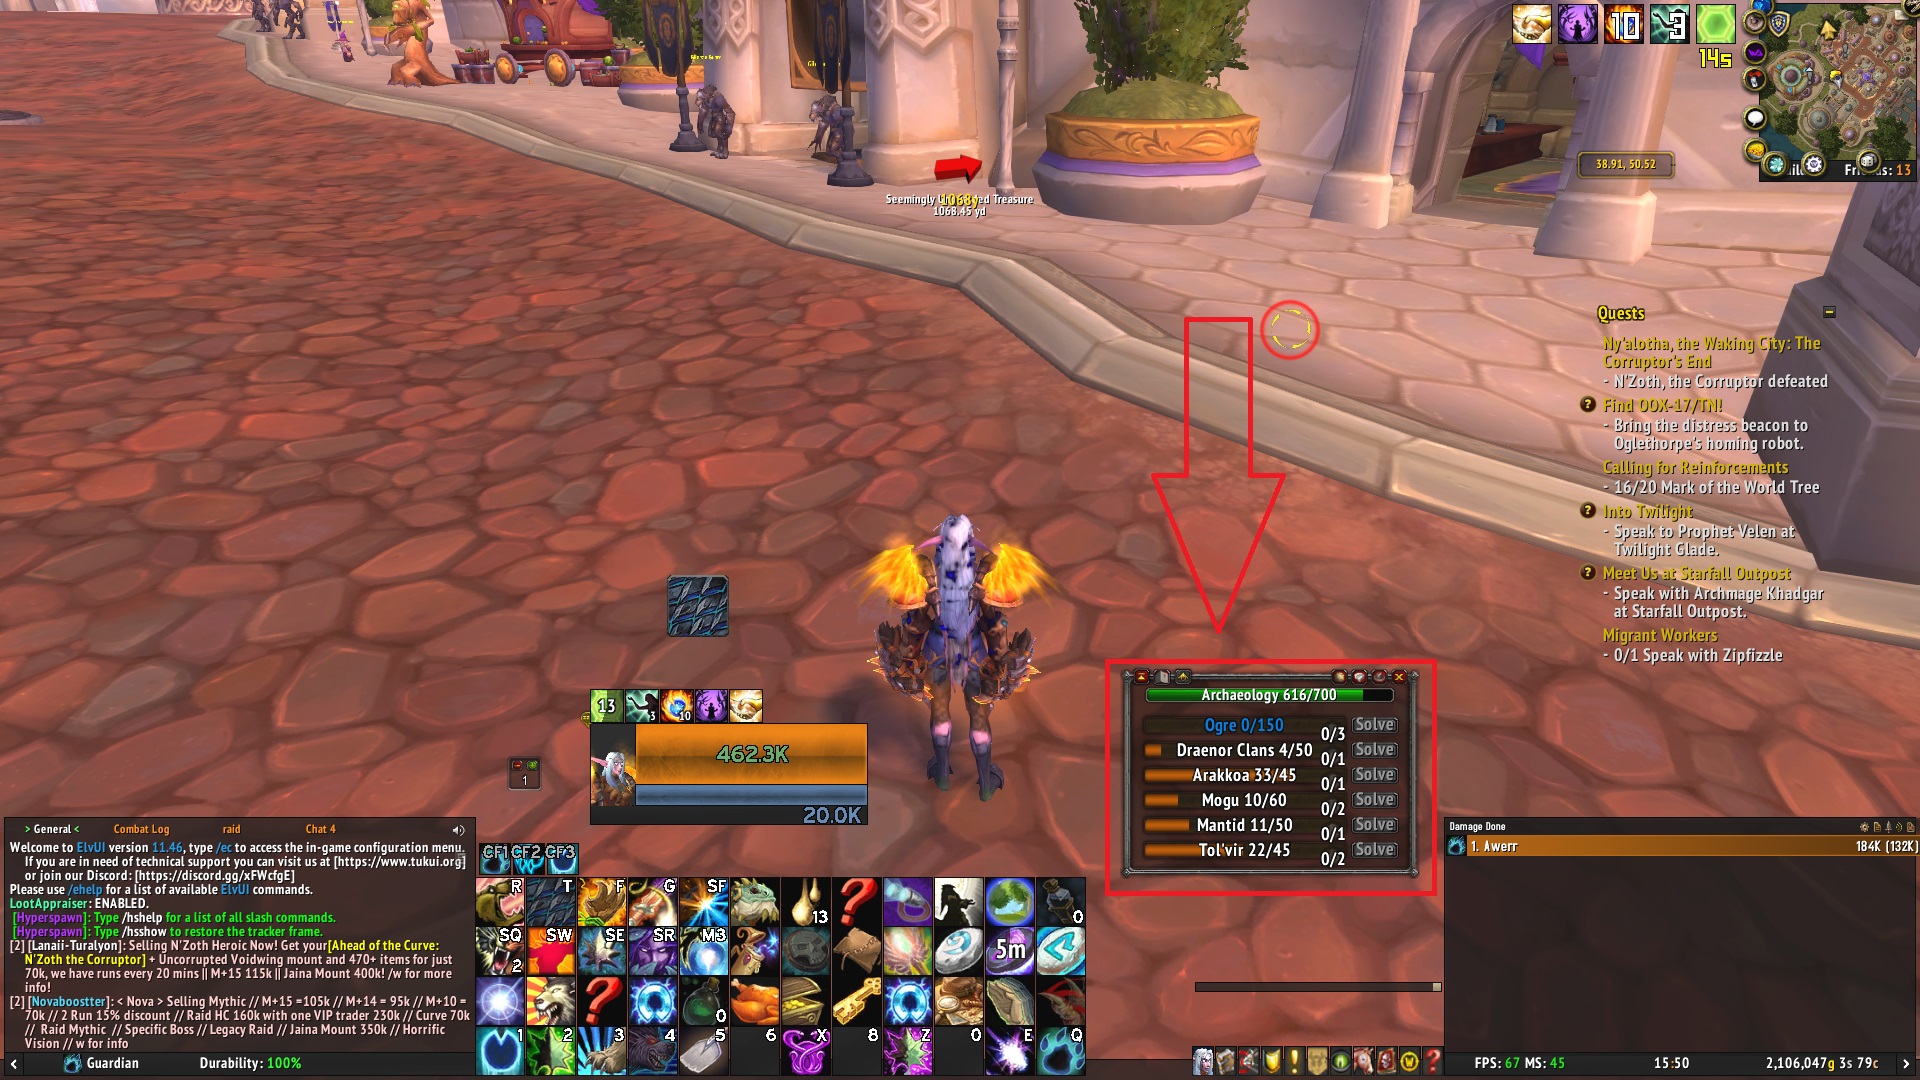 10
3
14s
38.91, 50.52
Friends: 13
Seemingly Treasure
1068y
1068.45 yd
Quests
Ny'alotha, the Waking City: The
Corruptor's End
- N'Zoth, the Corruptor defeated
? Find OOX-17/TN!
- Bring the distress beacon to
Oglethorpe's homing robot.
Calling for Reinforcements
- 16/20 Mark of the World Tree
? Into Twilight
- Speak to Prophet Velen at
Twilight Glade.
? Meet Us at Starfall Outpost
- Speak with Archmage Khadgar
at Starfall Outpost.
Migrant Workers
- 0/1 Speak with Zipfizzle
Archaeology 616/700
Ogre 0/150 0/3 Solve
Draenor Clans 4/50 0/1 Solve
Arakkoa 33/45 0/1 Solve
Mogu 10/60 0/2 Solve
Mantid 11/50 0/1 Solve
Tol'vir 22/45 0/2 Solve
13 3 10
462.3K
20.0K
1
> General < Combat Log raid Chat 4
Welcome to ElvUI version 11.46, type /ec to access the in-game configuration menu.
If you are in need of technical support you can visit us at [https://www.tukui.org]
or join our Discord: [https://discord.gg/xFWcfgE]
Please use /ehelp for a list of available ElvUI commands.
LootAppraiser: ENABLED.
[Hyperspawn]: Type /hshelp for a list of all slash commands.
[Hyperspawn]: Type /hsshow to restore the tracker frame.
[2] [Lanaii-Turalyon]: Selling N'Zoth Heroic Now! Get your[Ahead of the Curve:
N'Zoth the Corruptor] + Uncorrupted Voidwing mount and 470+ items for just
70k, we have runs every 20 mins || M+15 115k || Jaina Mount 400k! /w for more
info!
[2] [Novaboostter]: < Nova > Selling Mythic // M+15 =105k // M+14 = 95k // M+10 =
70k // 2 Run 15% discount // Raid HC 160k with one VIP trader 230k // Curve 70k
// Raid Mythic // Specific Boss // Legacy Raid // Jaina Mount 350k // Horrific
Vision // w for info
Guardian Durability: 100%
CF1 CF2 CF3
R T F G SF 13 0
SQ 2 SW SE SR M3 5m
0
1 2 3 4 5 6 X 8 Z 0 E Q
Damage Done
1. Awerr 184K (132K)
FPS: 67 MS: 45 15:50 2,106,047g 3s 79c